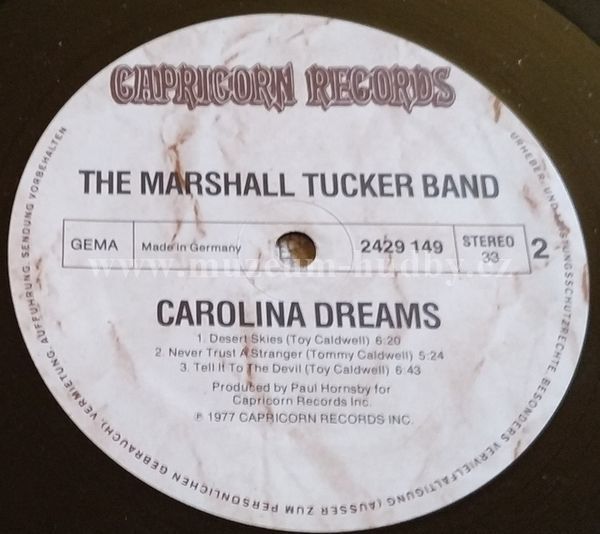 CAPRICORN RECORDS
THE MARSHALL TUCKER BAND
GEMA
Made in Germany
2429 149
STEREO
33
2
www.muzeum-hudby.cz
CAROLINA DREAMS
1. Desert Skies (Toy Caldwell) 6:20
2. Never Trust A Stranger (Tommy Caldwell) 5:24
3. Tell It To The Devil (Toy Caldwell) 6:43
Produced by Paul Hornsby for
Capricorn Records Inc.
℗ 1977 CAPRICORN RECORDS INC.
URHEBER- UND LEISTUNGSSCHUTZRECHTE BESONDERS VERVIELFÄLTIGUNG (AUSSER ZUM PERSÖNLICHEN GEBRAUCH), VERMIETUNG, AUFFÜHRUNG, SENDUNG VORBEHALTEN